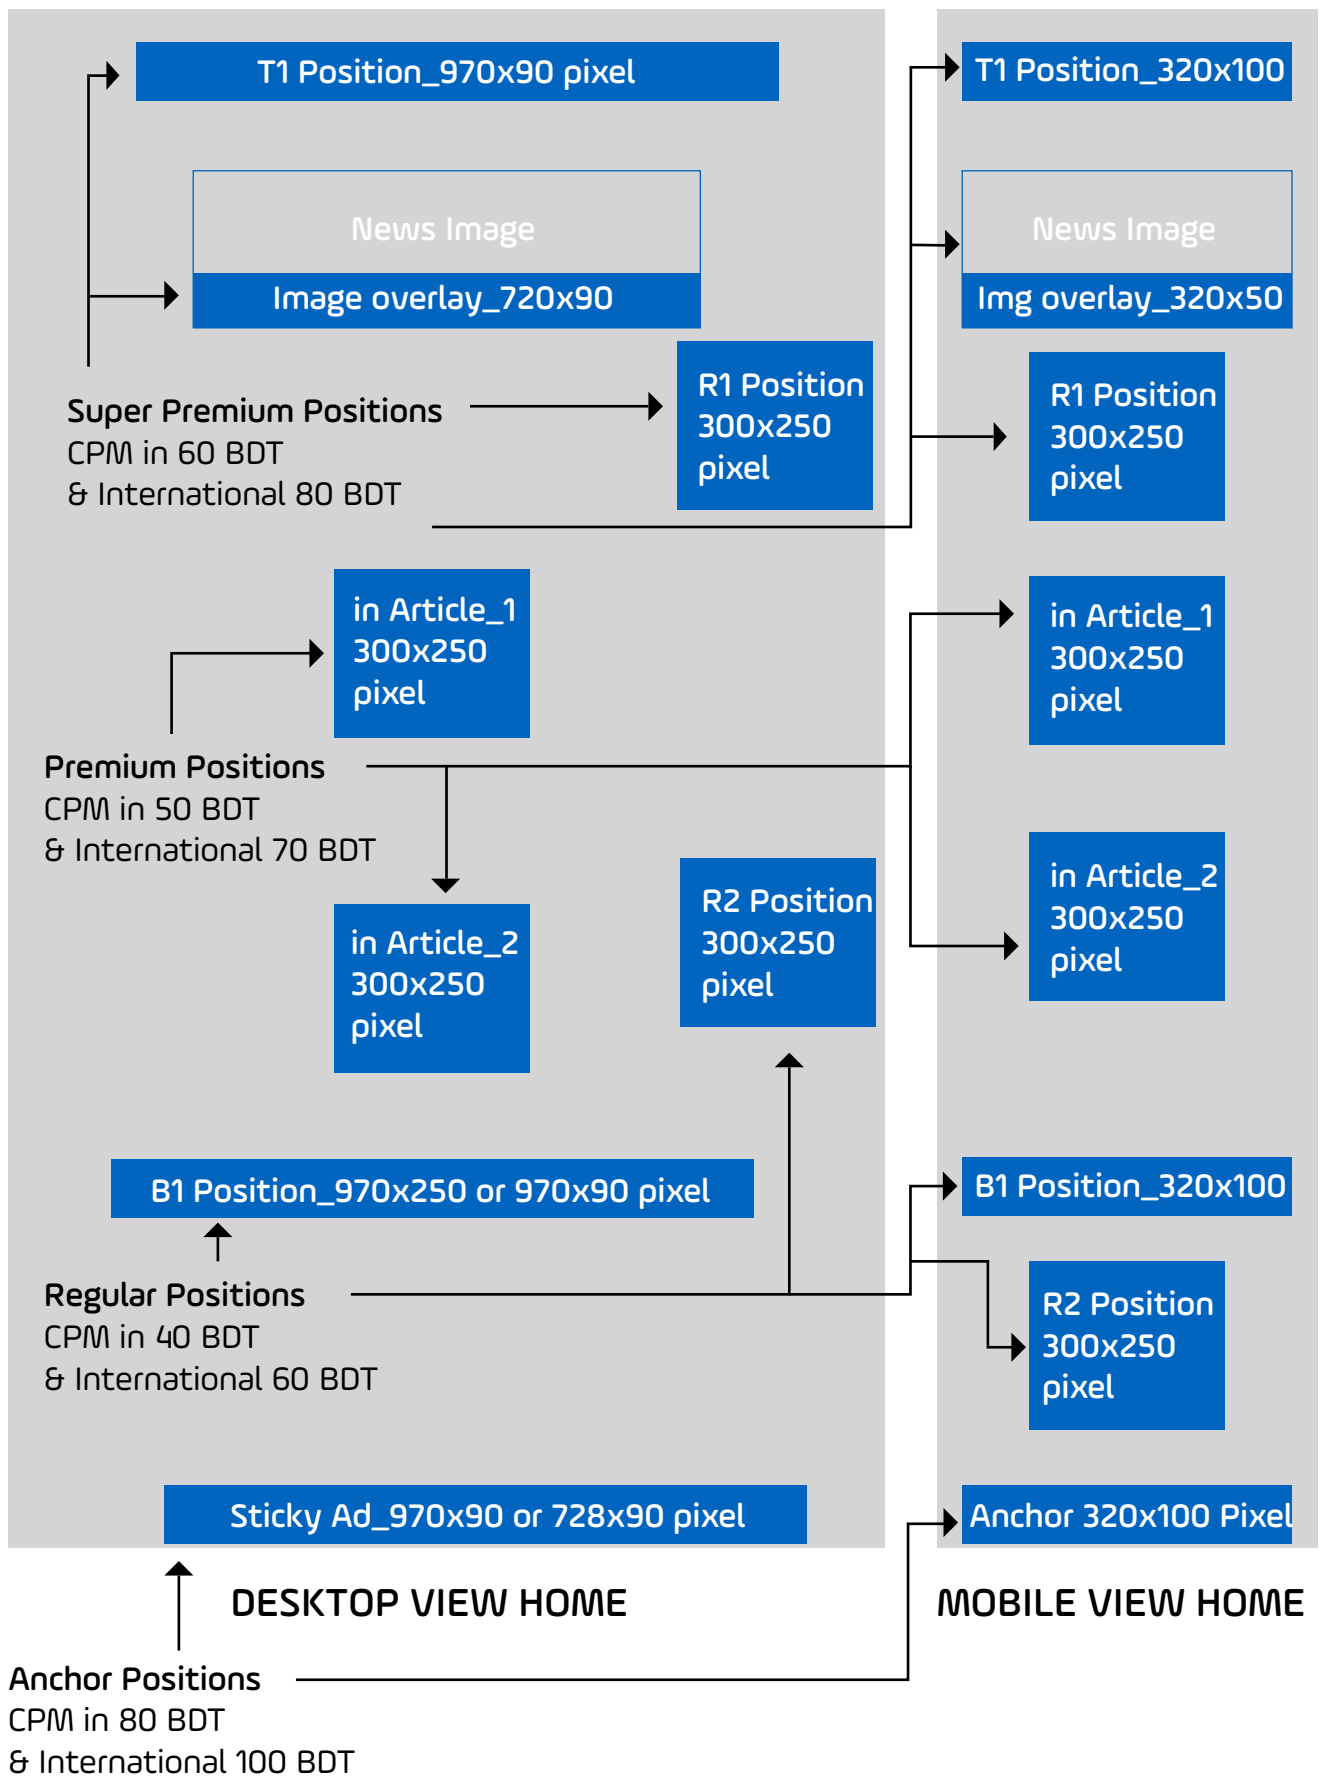 T1 Position_970x90 pixel
News Image
Image overlay_720x90
R1 Position
300x250
pixel
Super Premium Positions
CPM in 60 BDT
& International 80 BDT
in Article_1
300x250
pixel
Premium Positions
CPM in 50 BDT
& International 70 BDT
in Article_2
300x250
pixel
R2 Position
300x250
pixel
B1 Position_970x250 or 970x90 pixel
Regular Positions
CPM in 40 BDT
& International 60 BDT
Sticky Ad_970x90 or 728x90 pixel
DESKTOP VIEW HOME
Anchor Positions
CPM in 80 BDT
& International 100 BDT
T1 Position_320x100
News Image
Img overlay_320x50
R1 Position
300x250
pixel
in Article_1
300x250
pixel
in Article_2
300x250
pixel
B1 Position_320x100
R2 Position
300x250
pixel
Anchor 320x100 Pixel
MOBILE VIEW HOME